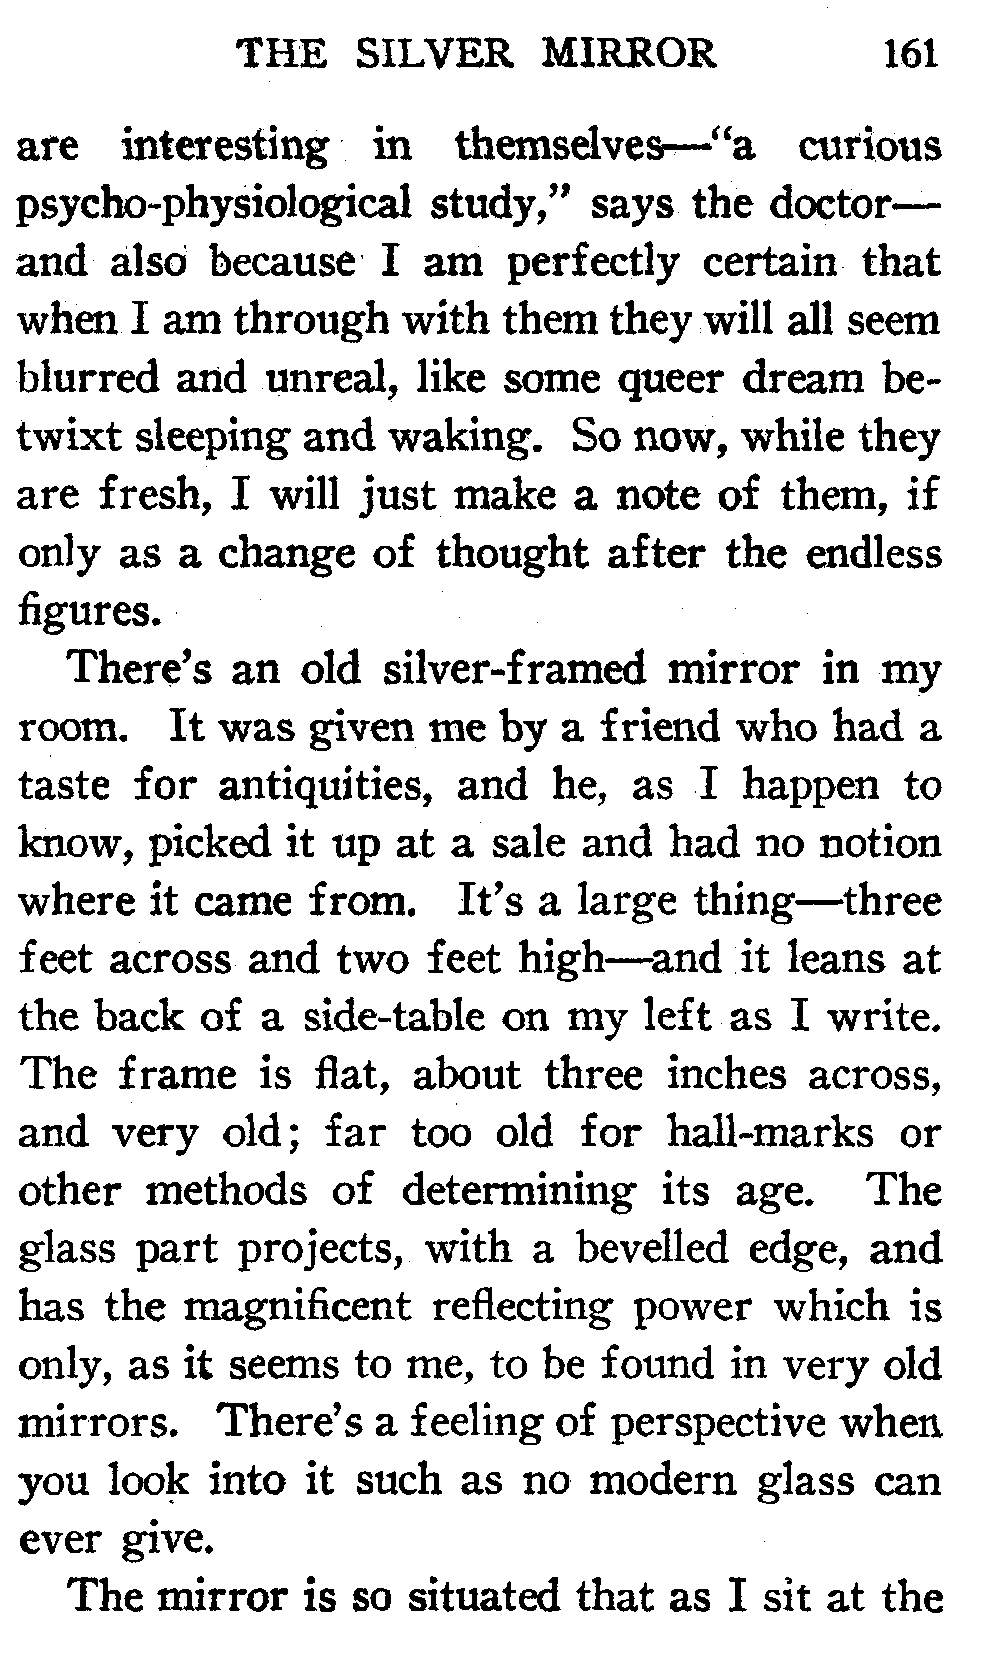 THE SILVER MIRROR 161
are interesting in themselves—“a curious
psycho-physiological study,” says the doctor—
and also because I am perfectly certain that
when I am through with them they will all seem
blurred and unreal, like some queer dream be-
twixt sleeping and waking. So now, while they
are fresh, I will just make a note of them, if
only as a change of thought after the endless
figures.
There’s an old silver-framed mirror in my
room. It was given me by a friend who had a
taste for antiquities, and he, as I happen to
know, picked it up at a sale and had no notion
where it came from. It’s a large thing—three
feet across and two feet high—and it leans at
the back of a side-table on my left as I write.
The frame is flat, about three inches across,
and very old; far too old for hall-marks or
other methods of determining its age. The
glass part projects, with a bevelled edge, and
has the magnificent reflecting power which is
only, as it seems to me, to be found in very old
mirrors. There’s a feeling of perspective when
you look into it such as no modern glass can
ever give.
The mirror is so situated that as I sit at the